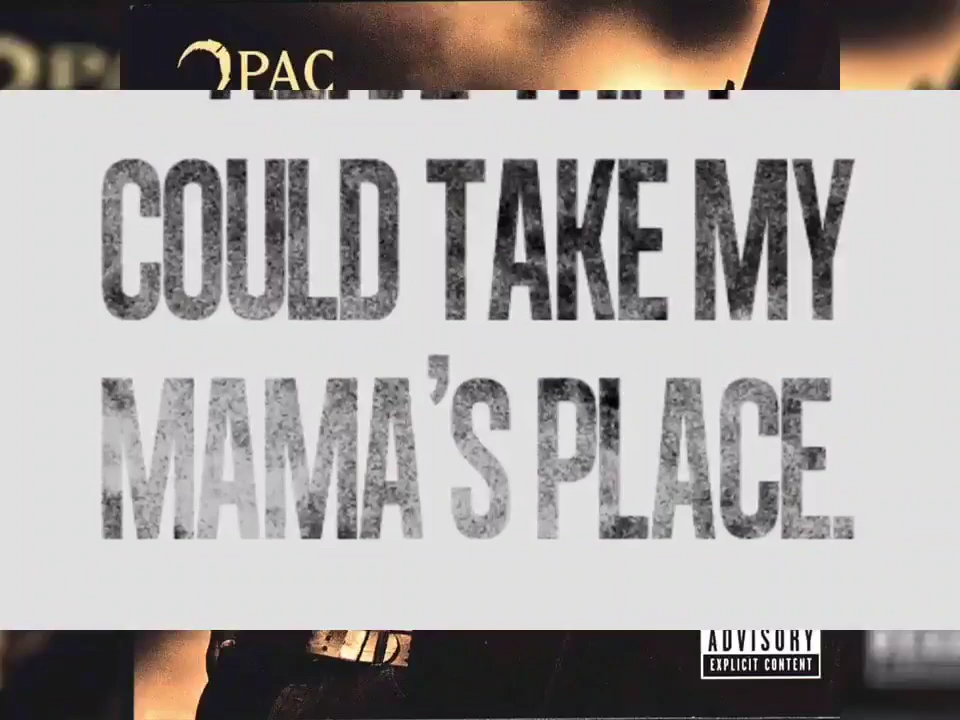 2PAC
COULD TAKE MY
MAMA'S PLACE.
ADVISORY
EXPLICIT CONTENT